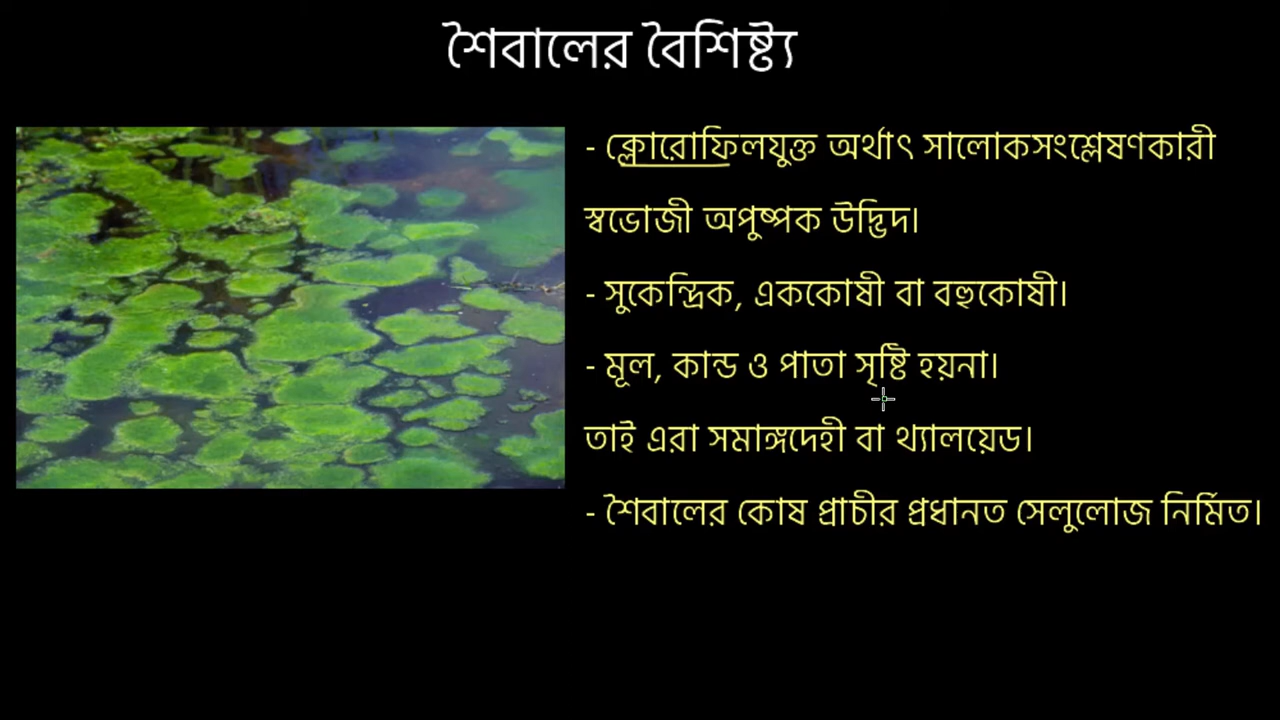 শৈবালের বৈশিষ্ট্য
- ক্লোরোফিলযুক্ত অর্থাৎ সালোকসংশ্লেষণকারী
স্বভোজী অপুষ্পক উদ্ভিদ।
- সুকেন্দ্রিক, এককোষী বা বহুকোষী।
- মূল, কান্ড ও পাতা সৃষ্টি হয়না।
তাই এরা সমাঙ্গদেহী বা থ্যালয়েড।
- শৈবালের কোষ প্রাচীর প্রধানত সেলুলোজ নির্মিত।